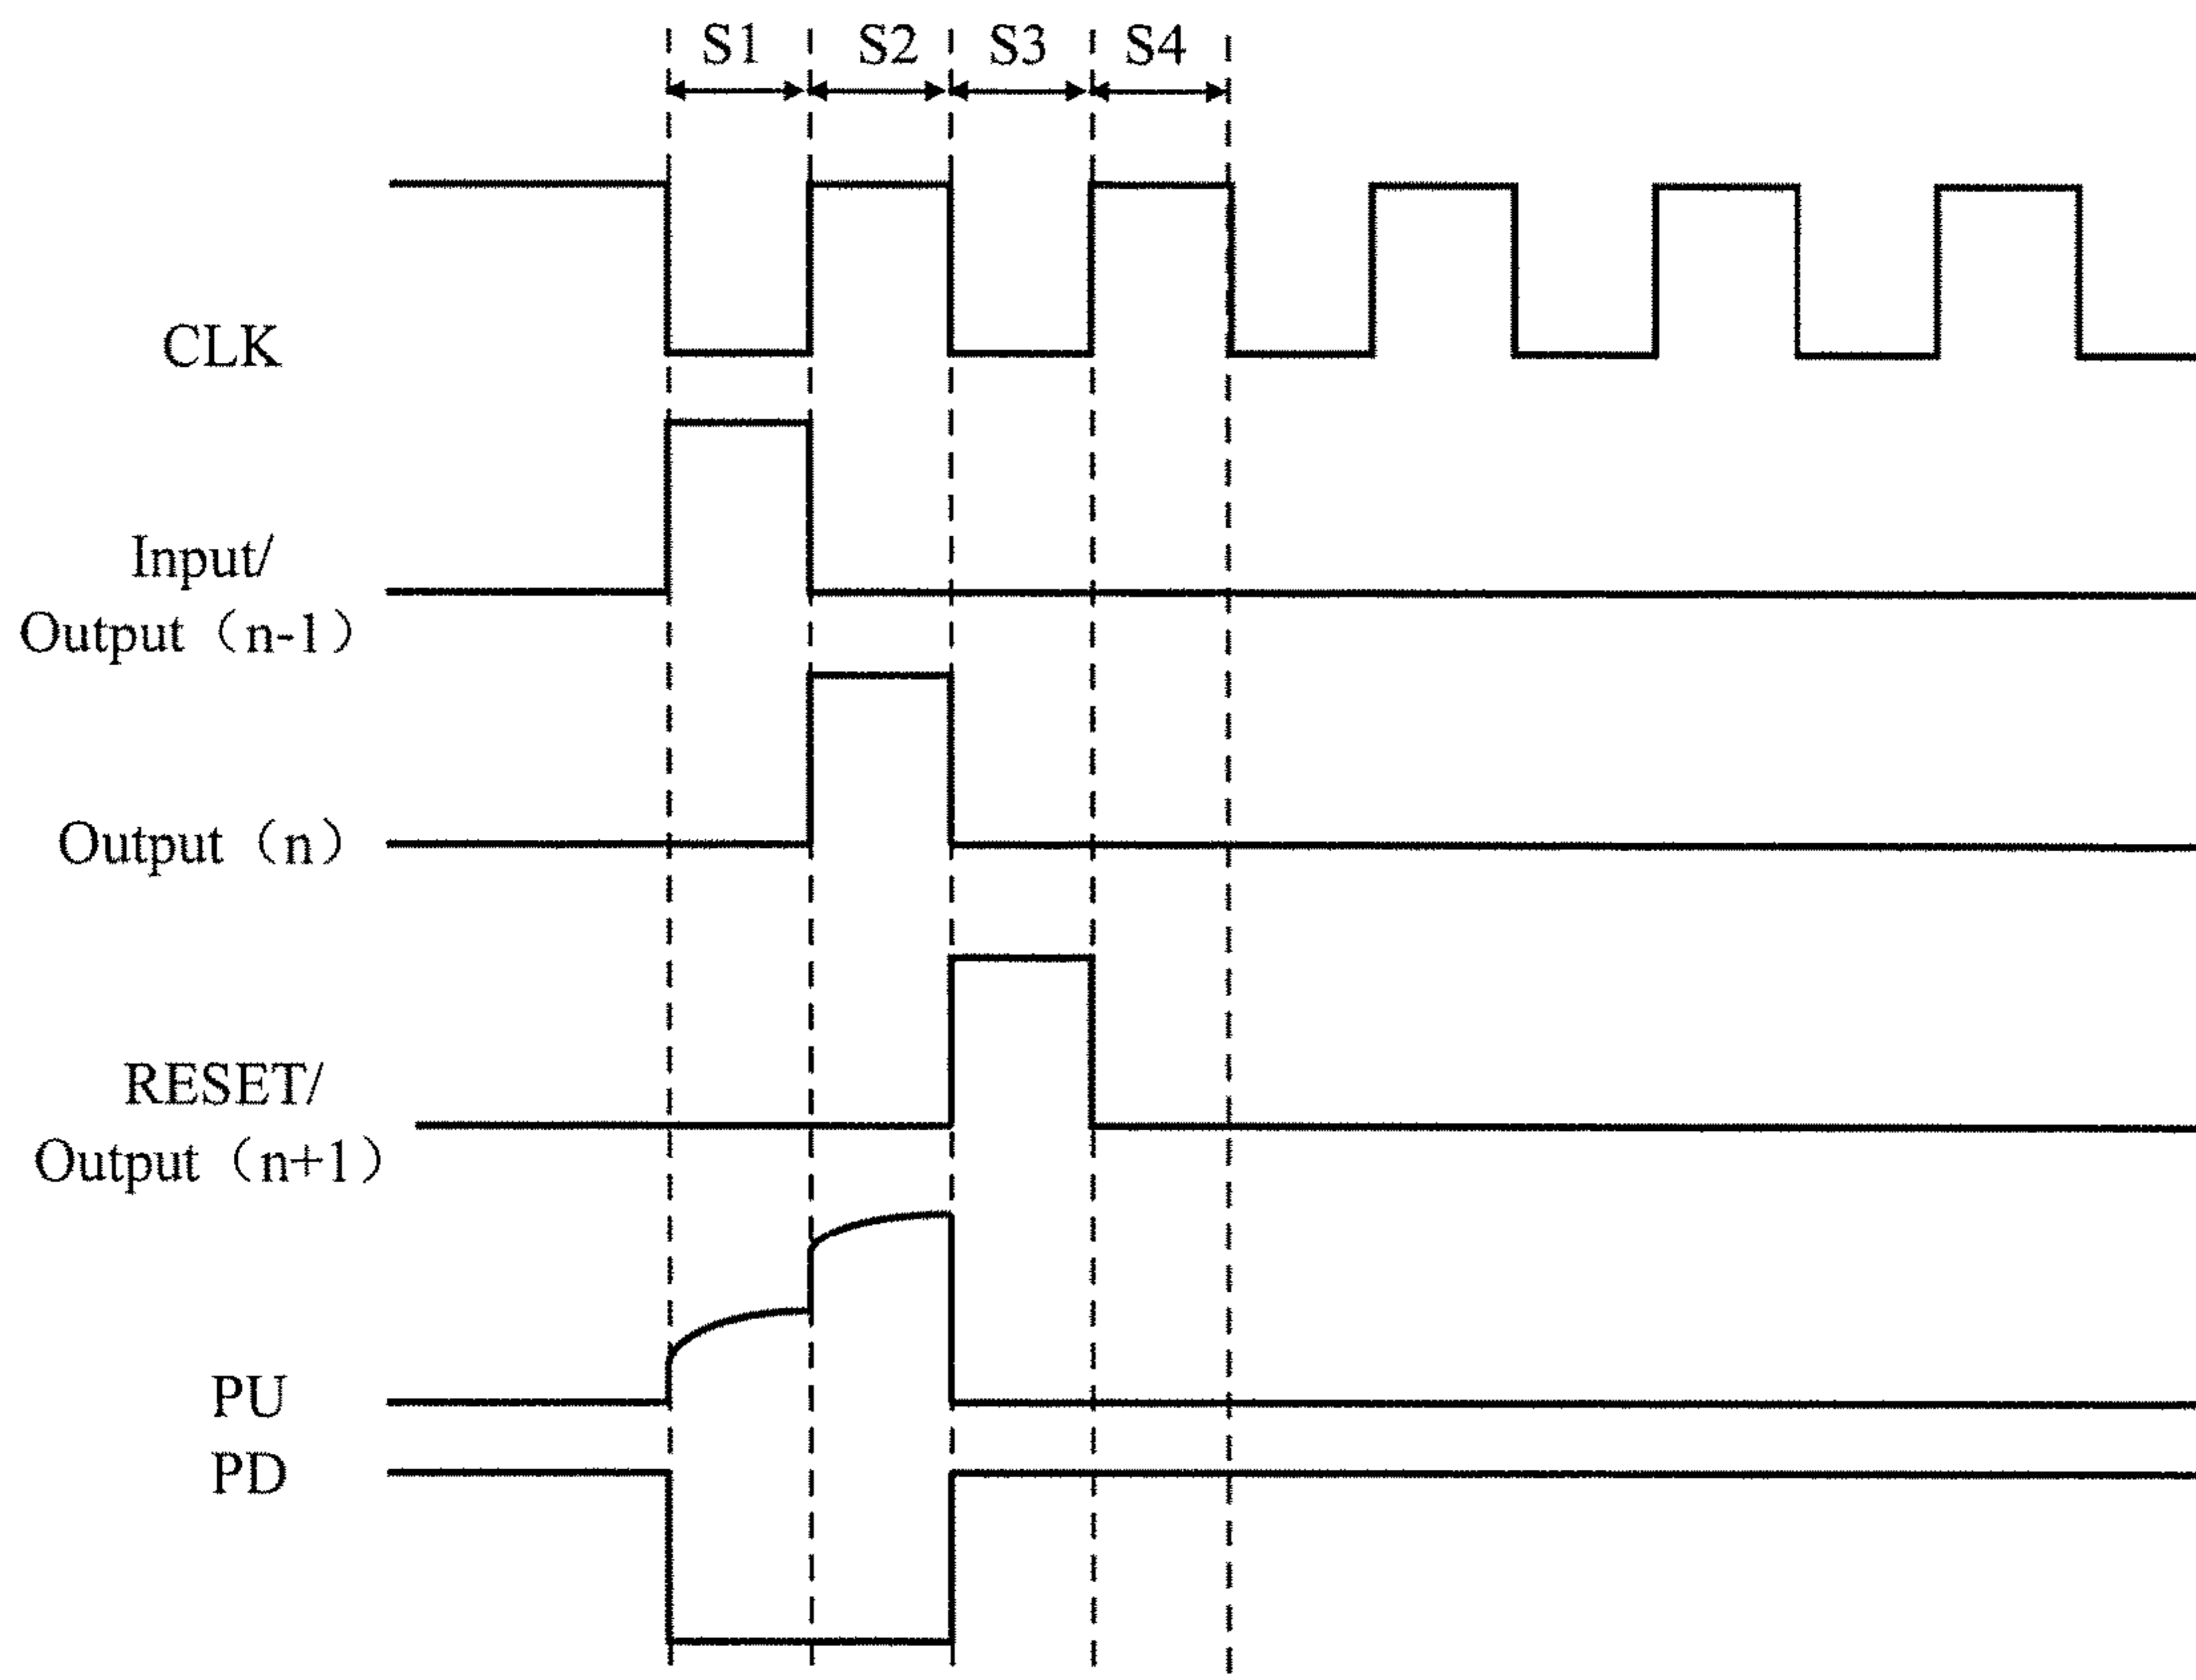 S1 S2 S3 S4
CLK
Input/
Output（n-1）
Output（n）
RESET/
Output（n+1）
PU
PD